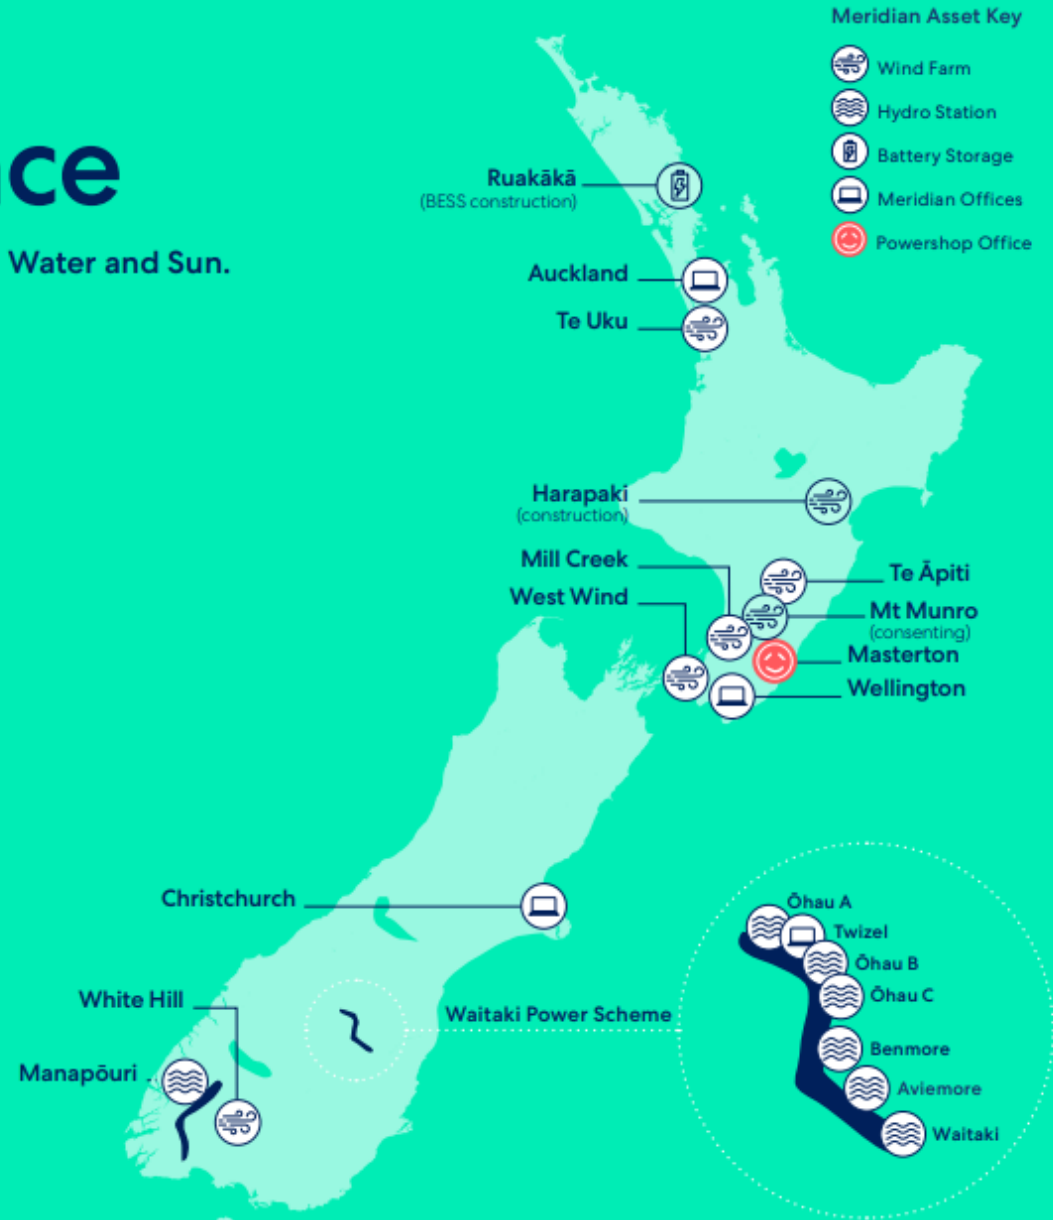 Meridian Asset Key
Wind Farm
Hydro Station
Battery Storage
Meridian Offices
Powershop Office
Water and Sun.
Ruakākā
(BESS construction)
Auckland
Te Uku
Harapaki
(construction)
Mill Creek
West Wind
Te Āpiti
Mt Munro
(consenting)
Masterton
Wellington
Christchurch
White Hill
Manapōuri
Waitaki Power Scheme
Ōhau A
Twizel
Ōhau B
Ōhau C
Benmore
Aviemore
Waitaki